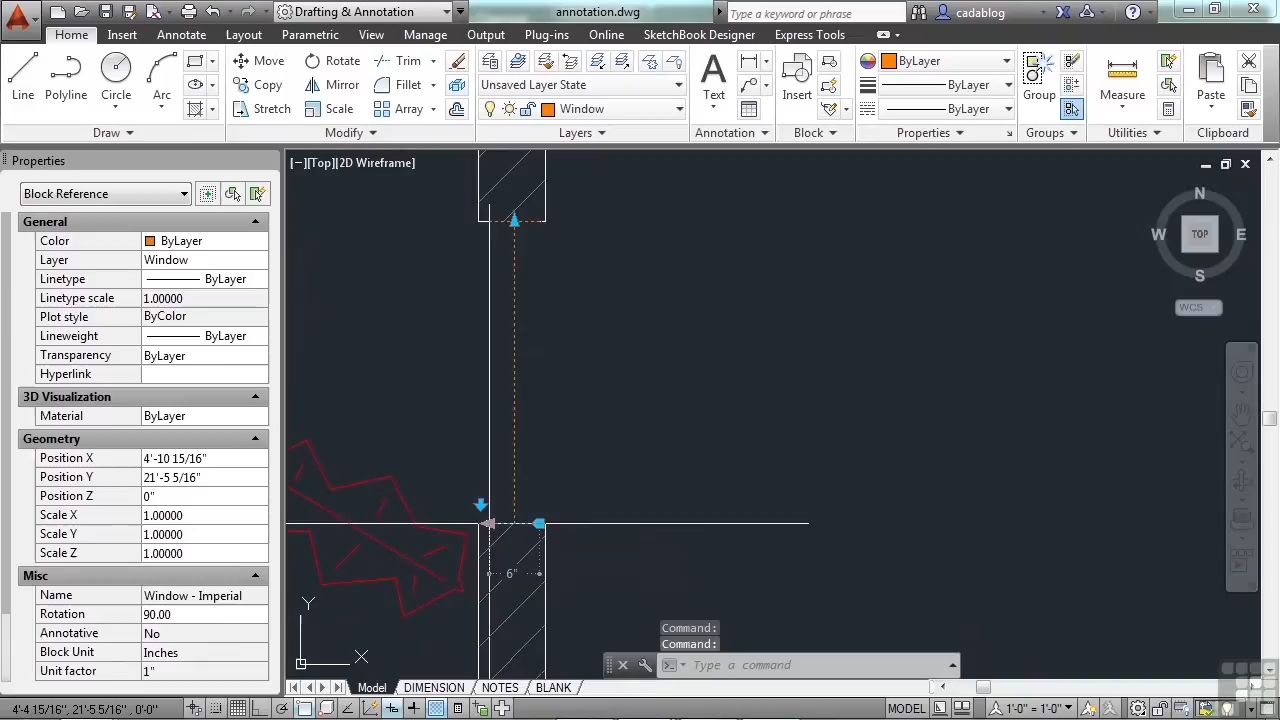 Drafting & Annotation
annotation.dwg
Type a keyword or phrase
cadablog
Home Insert Annotate Layout Parametric View Manage Output Plug-ins Online SketchBook Designer Express Tools
Line
Polyline
Circle
Arc
Move
Rotate
Trim
Copy
Mirror
Fillet
Stretch
Scale
Array
Unsaved Layer State
Window
Text
Insert
ByLayer
ByLayer
ByLayer
Group
Measure
Paste
Draw
Modify
Layers
Annotation
Block
Properties
Groups
Utilities
Clipboard
Properties
Block Reference
General
Color ByLayer
Layer Window
Linetype ByLayer
Linetype scale 1.00000
Plot style ByColor
Lineweight ByLayer
Transparency ByLayer
Hyperlink
3D Visualization
Material ByLayer
Geometry
Position X 4'-10 15/16"
Position Y 21'-5 5/16"
Position Z 0"
Scale X 1.00000
Scale Y 1.00000
Scale Z 1.00000
Misc
Name Window - Imperial
Rotation 90.00
Annotative No
Block Unit Inches
Unit factor 1"
[−][Top][2D Wireframe]
N
W TOP E
S
WCS
6"
Y
X
Command:
Command:
Type a command
Model DIMENSION NOTES BLANK
4'-4 15/16", 21'-5 5/16" , 0'-0"
MODEL
1'-0" = 1'-0"